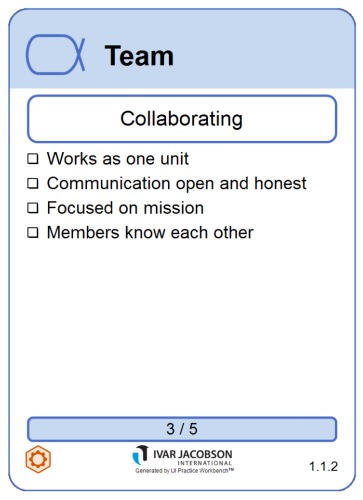 Team
Collaborating
❑ Works as one unit
❑ Communication open and honest
❑ Focused on mission
❑ Members know each other
3 / 5
IVAR JACOBSON
INTERNATIONAL
Generated by IJI Practice Workbench™
1.1.2